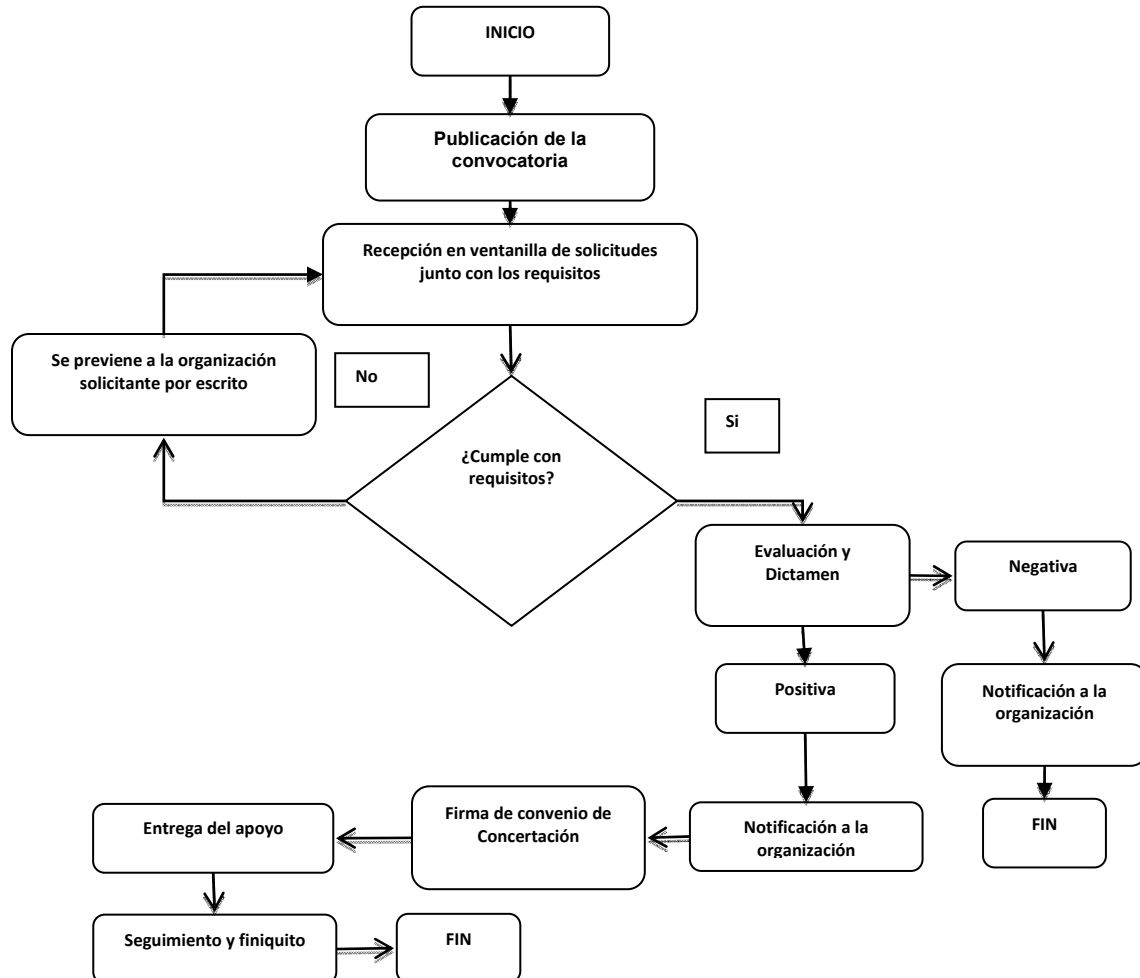 INICIO
Publicación de la
convocatoria
Recepción en ventanilla de solicitudes
junto con los requisitos
Se previene a la organización
solicitante por escrito
No
Si
¿Cumple con
requisitos?
Evaluación y
Dictamen
Negativa
Positiva
Notificación a la
organización
Firma de convenio de
Concertación
Entrega del apoyo
Notificación a la
organización
FIN
Seguimiento y finiquito
FIN